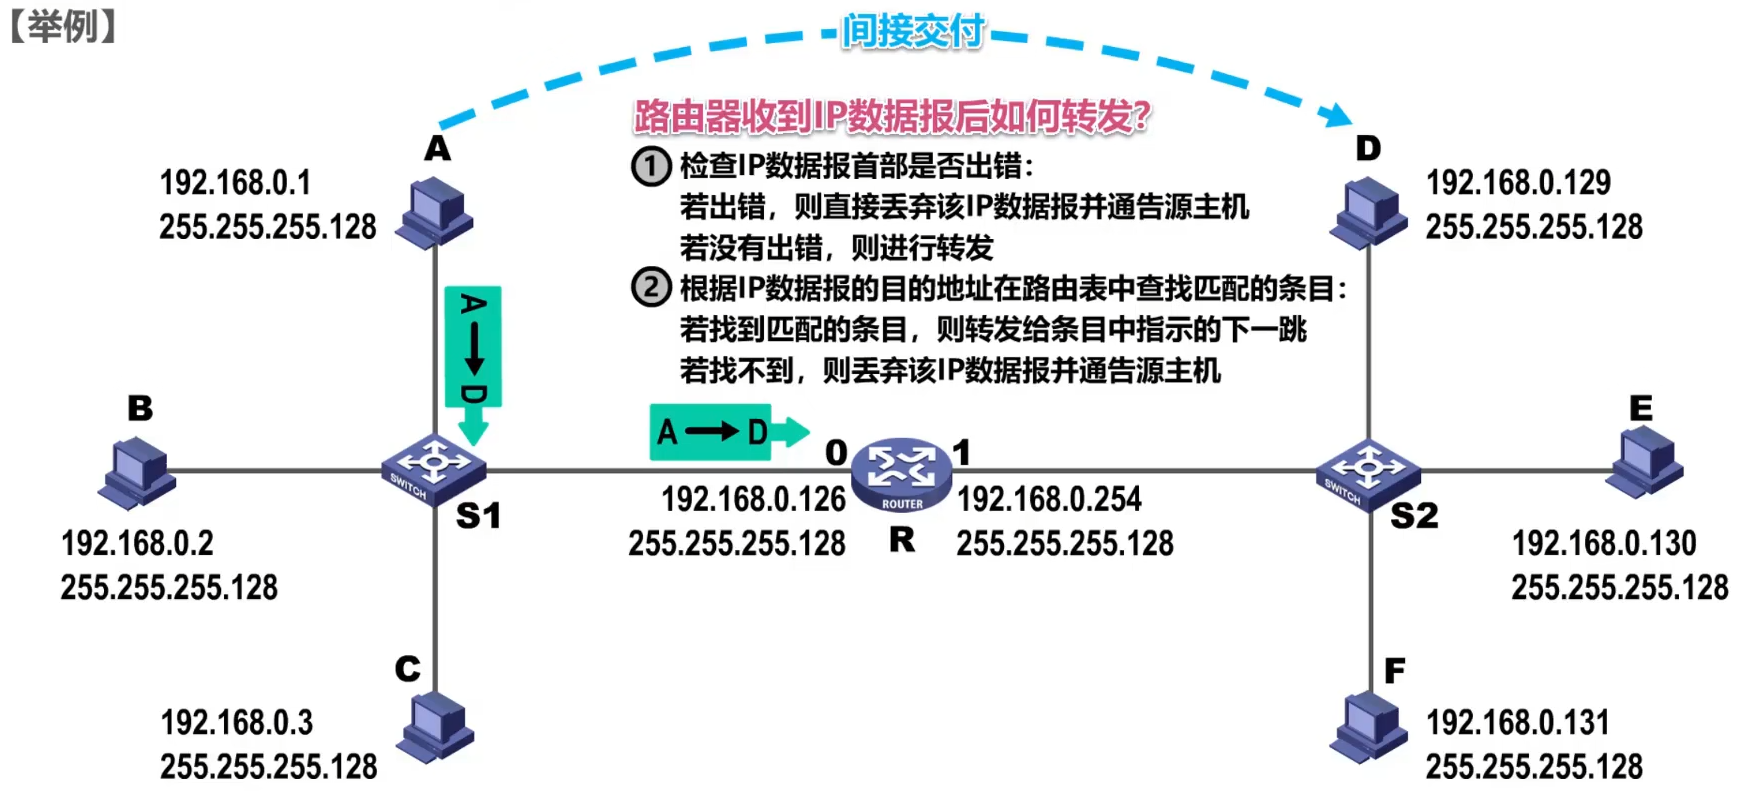 【举例】
间接交付
路由器收到IP数据报后如何转发？
① 检查IP数据报首部是否出错：
若出错，则直接丢弃该IP数据报并通告源主机
若没有出错，则进行转发
② 根据IP数据报的目的地址在路由表中查找匹配的条目：
若找到匹配的条目，则转发给条目中指示的下一跳
若找不到，则丢弃该IP数据报并通告源主机
A
192.168.0.1
255.255.255.128
D
192.168.0.129
255.255.255.128
A → D
B
192.168.0.2
255.255.255.128
SWITCH
S1
A → D
0
1
192.168.0.126
255.255.255.128
ROUTER
R
192.168.0.254
255.255.255.128
SWITCH
S2
E
192.168.0.130
255.255.255.128
C
192.168.0.3
255.255.255.128
F
192.168.0.131
255.255.255.128